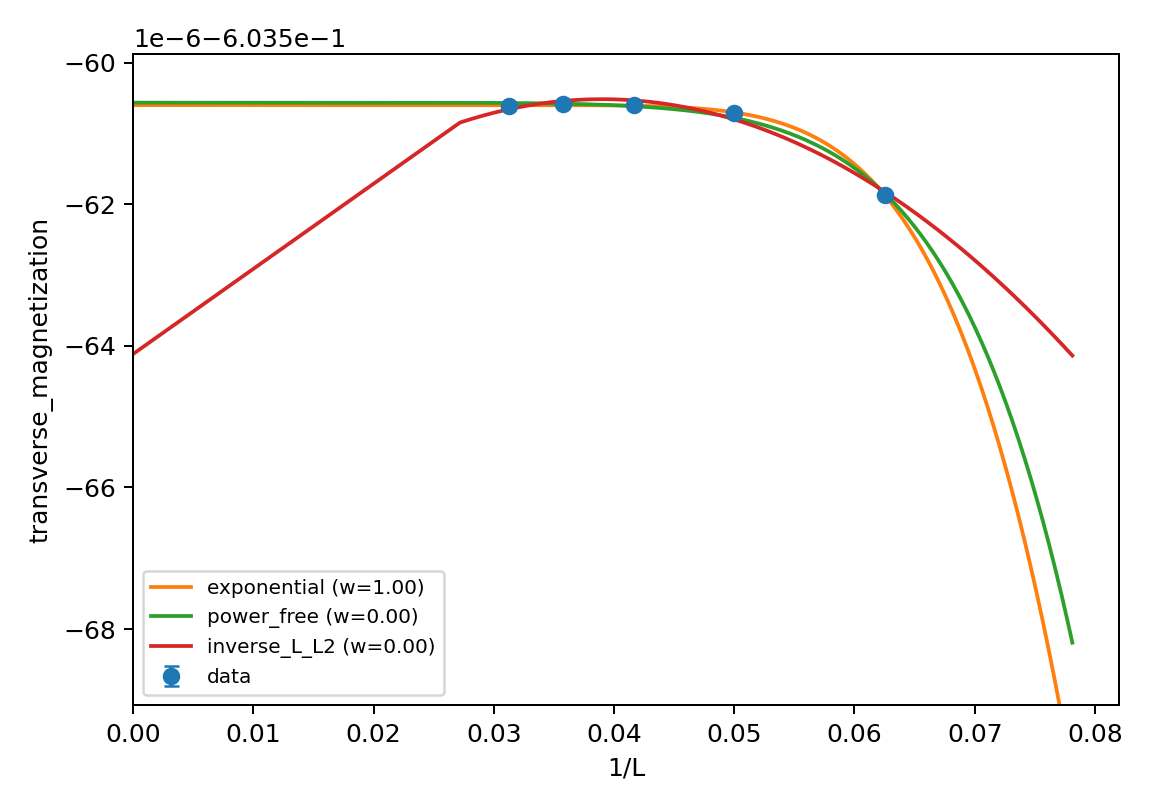 1e−6−6.035e−1
−60
−62
−64
−66
−68
transverse_magnetization
0.00 0.01 0.02 0.03 0.04 0.05 0.06 0.07 0.08
1/L
exponential (w=1.00)
power_free (w=0.00)
inverse_L_L2 (w=0.00)
data